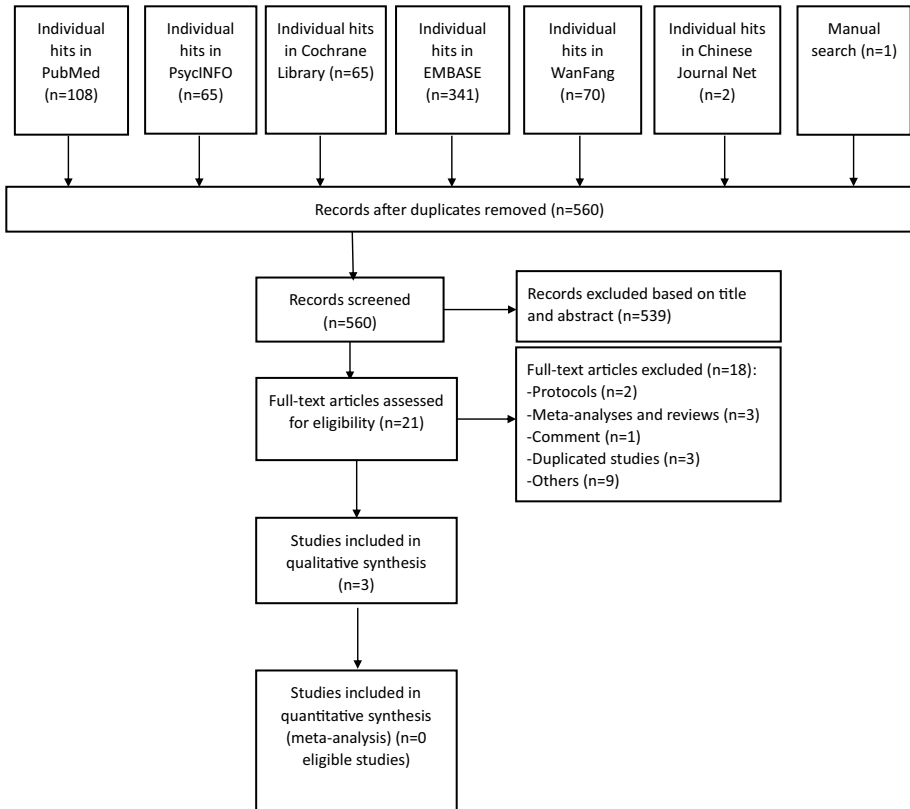 Individual
hits in
PubMed
(n=108)
Individual
hits in
PsycINFO
(n=65)
Individual hits
in Cochrane
Library (n=65)
Individual
hits in
EMBASE
(n=341)
Individual
hits in
WanFang
(n=70)
Individual hits
in Chinese
Journal Net
(n=2)
Manual
search (n=1)
Records after duplicates removed (n=560)
Records screened
(n=560)
Records excluded based on title
and abstract (n=539)
Full-text articles assessed
for eligibility (n=21)
Full-text articles excluded (n=18):
-Protocols (n=2)
-Meta-analyses and reviews (n=3)
-Comment (n=1)
-Duplicated studies (n=3)
-Others (n=9)
Studies included in
qualitative synthesis
(n=3)
Studies included in
quantitative synthesis
(meta-analysis) (n=0
eligible studies)